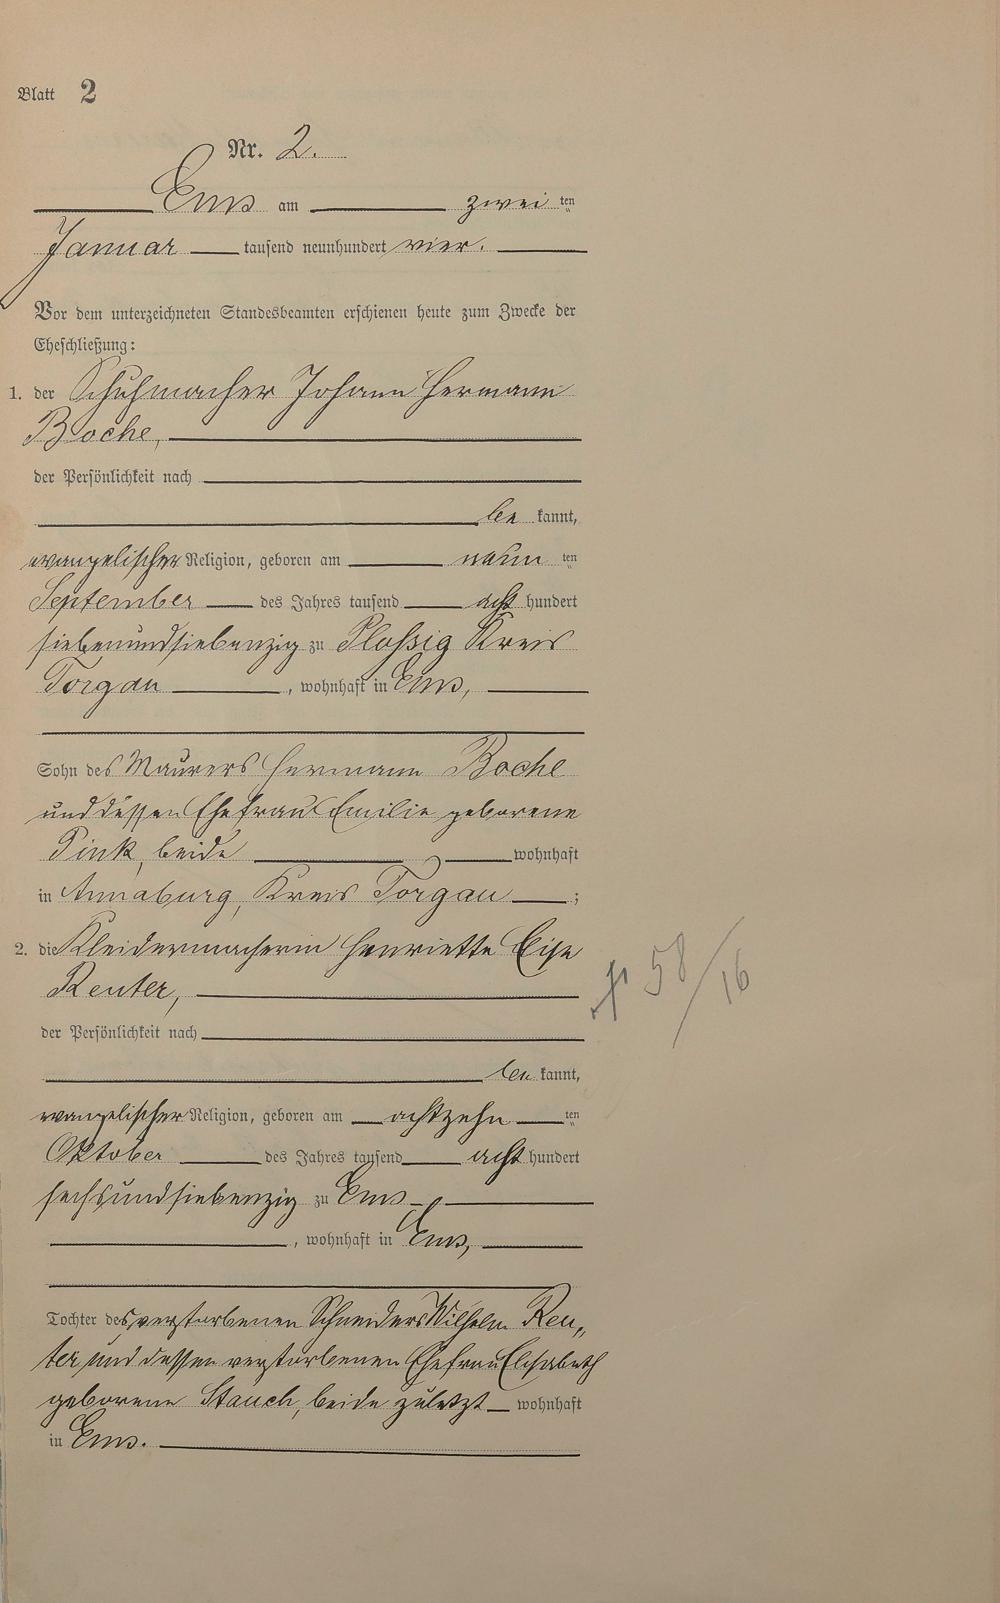 Blatt 2
Nr. 2.
Ems am zwei ten
Januar tausend neunhundert vier.
Vor dem unterzeichneten Standesbeamten erschienen heute zum Zwecke der
Eheschließung:
1. der Schuhmacher Johann Hermann
Boche,
der Persönlichkeit nach
be kannt,
evangelischer Religion, geboren am neun ten
September des Jahres tausend acht hundert
siebenundsiebenzig zu Plossig Kreis
Torgau, wohnhaft in Ems,
Sohn des Maurers Hermann Boche
und dessen Ehefrau Emilie geborene
Pink, beide wohnhaft
in Annaburg, Kreis Torgau;
2. die Kleidermacherin Henriette Elise
Reuter,
der Persönlichkeit nach
be kannt,
evangelischer Religion, geboren am achtzehn ten
Oktober des Jahres tausend acht hundert
sechsundsiebenzig zu Ems
, wohnhaft in Ems,
Tochter des verstorbenen Schneiders Wilhelm Reu„
ter, und dessen verstorbenen Ehefrau Elisabeth
geborene Stauch, beide zuletzt wohnhaft
in Ems.
58/16